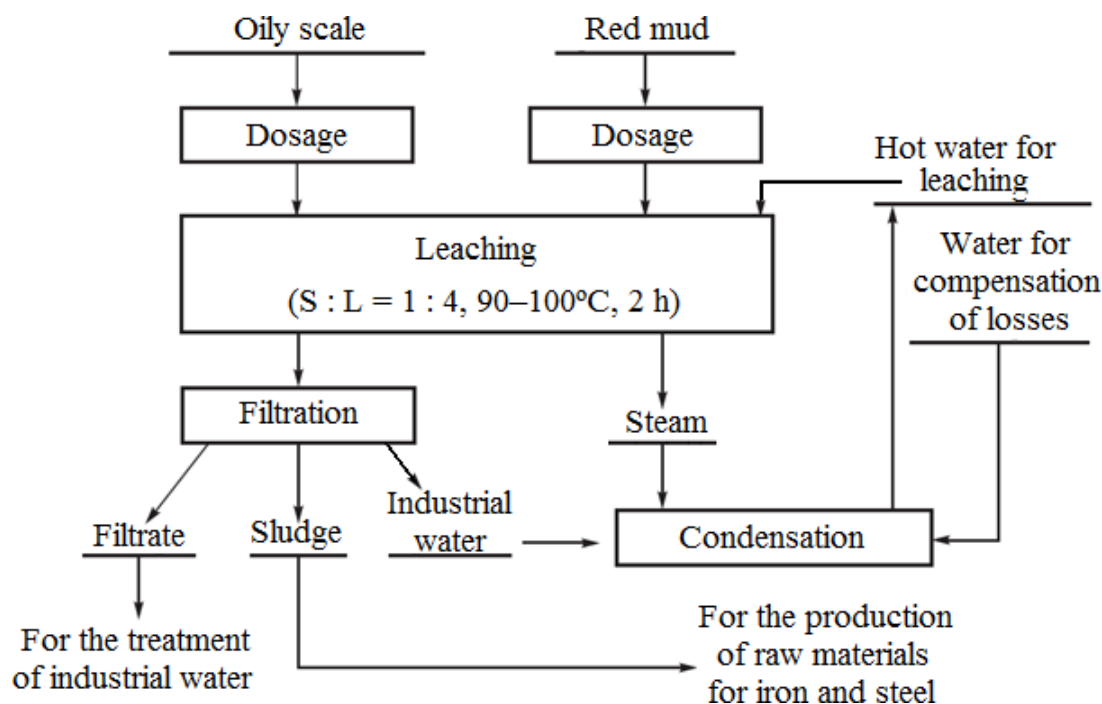 Oily scale
Red mud
Dosage
Dosage
Hot water for
leaching
Leaching
(S : L = 1 : 4, 90–100ºC, 2 h)
Water for
compensation
of losses
Filtration
Steam
Filtrate
Sludge
Industrial
water
Condensation
For the treatment
of industrial water
For the production
of raw materials
for iron and steel